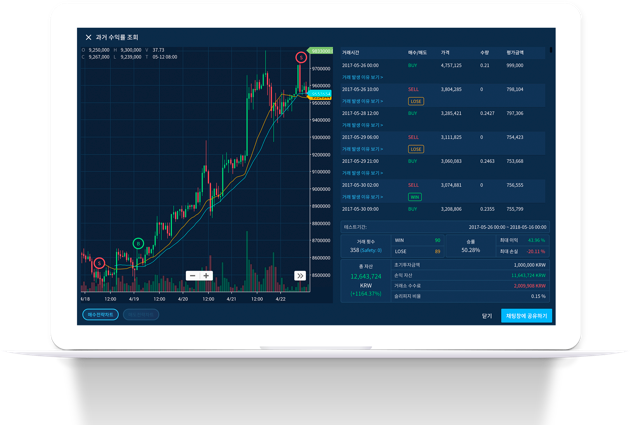 과거 수익률 조회
O 9,250,000 H 9,300,000 V 37.73
C 9,267,000 L 9,239,000 T 05-12 08:00
9700000
9500000
9400000
9300000
9200000
9100000
9000000
8900000
8800000
8700000
8600000
8500000
S
B
S
4/18 12:00 4/19 12:00 4/20 12:00 4/21 12:00 4/22
매수전략차트
거래시간 매수/매도 가격 수량 평가금액
2017-05-26 00:00 BUY 4,757,125 0.21 999,000
거래 발생 이유 보기 >
2017-05-26 10:00 SELL 3,804,285 0 798,104
거래 발생 이유 보기 > LOSE
2017-05-28 12:00 BUY 3,285,421 0.2427 797,306
거래 발생 이유 보기 >
2017-05-29 06:00 SELL 3,111,825 0 754,423
거래 발생 이유 보기 > LOSE
2017-05-29 21:00 BUY 3,060,083 0.2463 753,668
거래 발생 이유 보기 >
2017-05-30 02:00 SELL 3,074,881 0 756,555
거래 발생 이유 보기 > WIN
2017-05-30 09:00 BUY 3,208,806 0.2355 755,799
테스트기간: 2017-05-26 00:00 ~ 2018-05-16 00:00
거래 횟수 WIN 90 승률 최대 이익 43.96 %
358 (Safety: 0) LOSE 89 50.28% 최대 손실 -20.11 %
총 자산 초기투자금액 1,000,000 KRW
12,643,724 손익 자산 11,643,724 KRW
KRW 거래소 수수료
(+1164.37%) 슬리피지 비율 0.15 %
닫기 채팅창에 공유하기